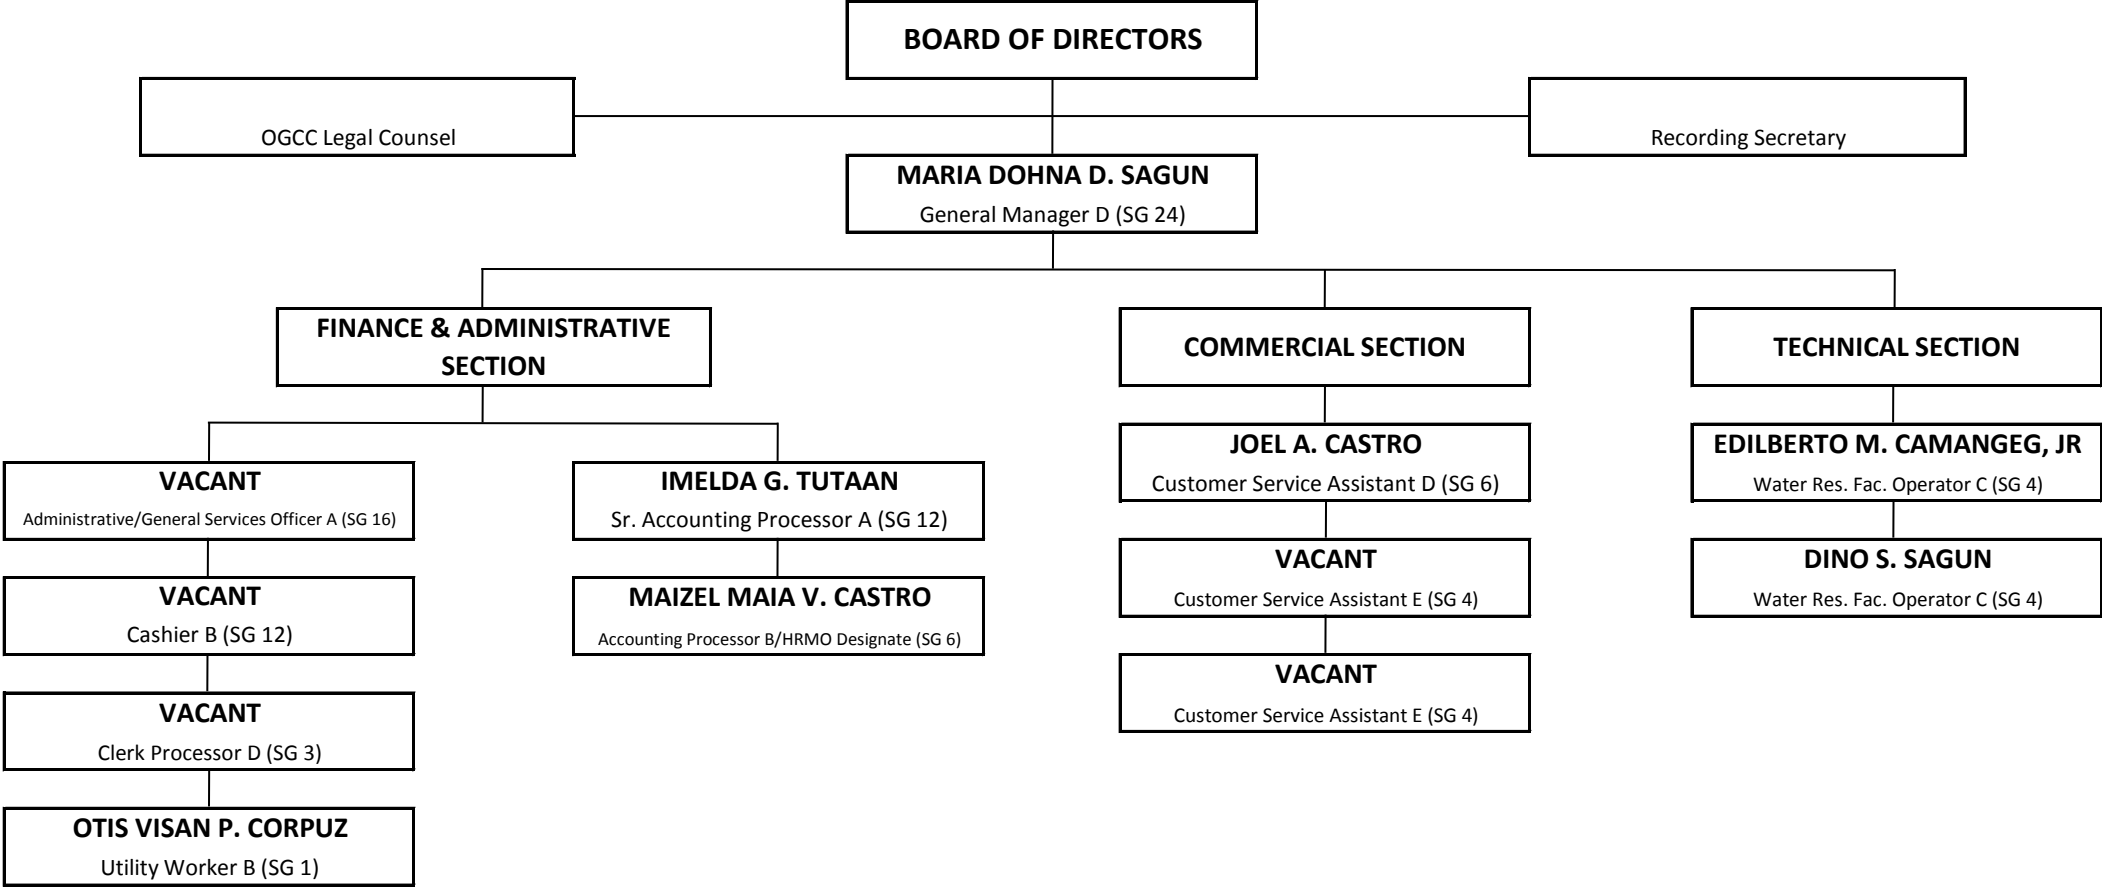 BOARD OF DIRECTORS
OGCC Legal Counsel
Recording Secretary
MARIA DOHNA D. SAGUN
General Manager D (SG 24)
FINANCE & ADMINISTRATIVE
SECTION
COMMERCIAL SECTION
TECHNICAL SECTION
VACANT
Administrative/General Services Officer A (SG 16)
VACANT
Cashier B (SG 12)
VACANT
Clerk Processor D (SG 3)
OTIS VISAN P. CORPUZ
Utility Worker B (SG 1)
IMELDA G. TUTAAN
Sr. Accounting Processor A (SG 12)
MAIZEL MAIA V. CASTRO
Accounting Processor B/HRMO Designate (SG 6)
JOEL A. CASTRO
Customer Service Assistant D (SG 6)
VACANT
Customer Service Assistant E (SG 4)
VACANT
Customer Service Assistant E (SG 4)
EDILBERTO M. CAMANGEG, JR
Water Res. Fac. Operator C (SG 4)
DINO S. SAGUN
Water Res. Fac. Operator C (SG 4)